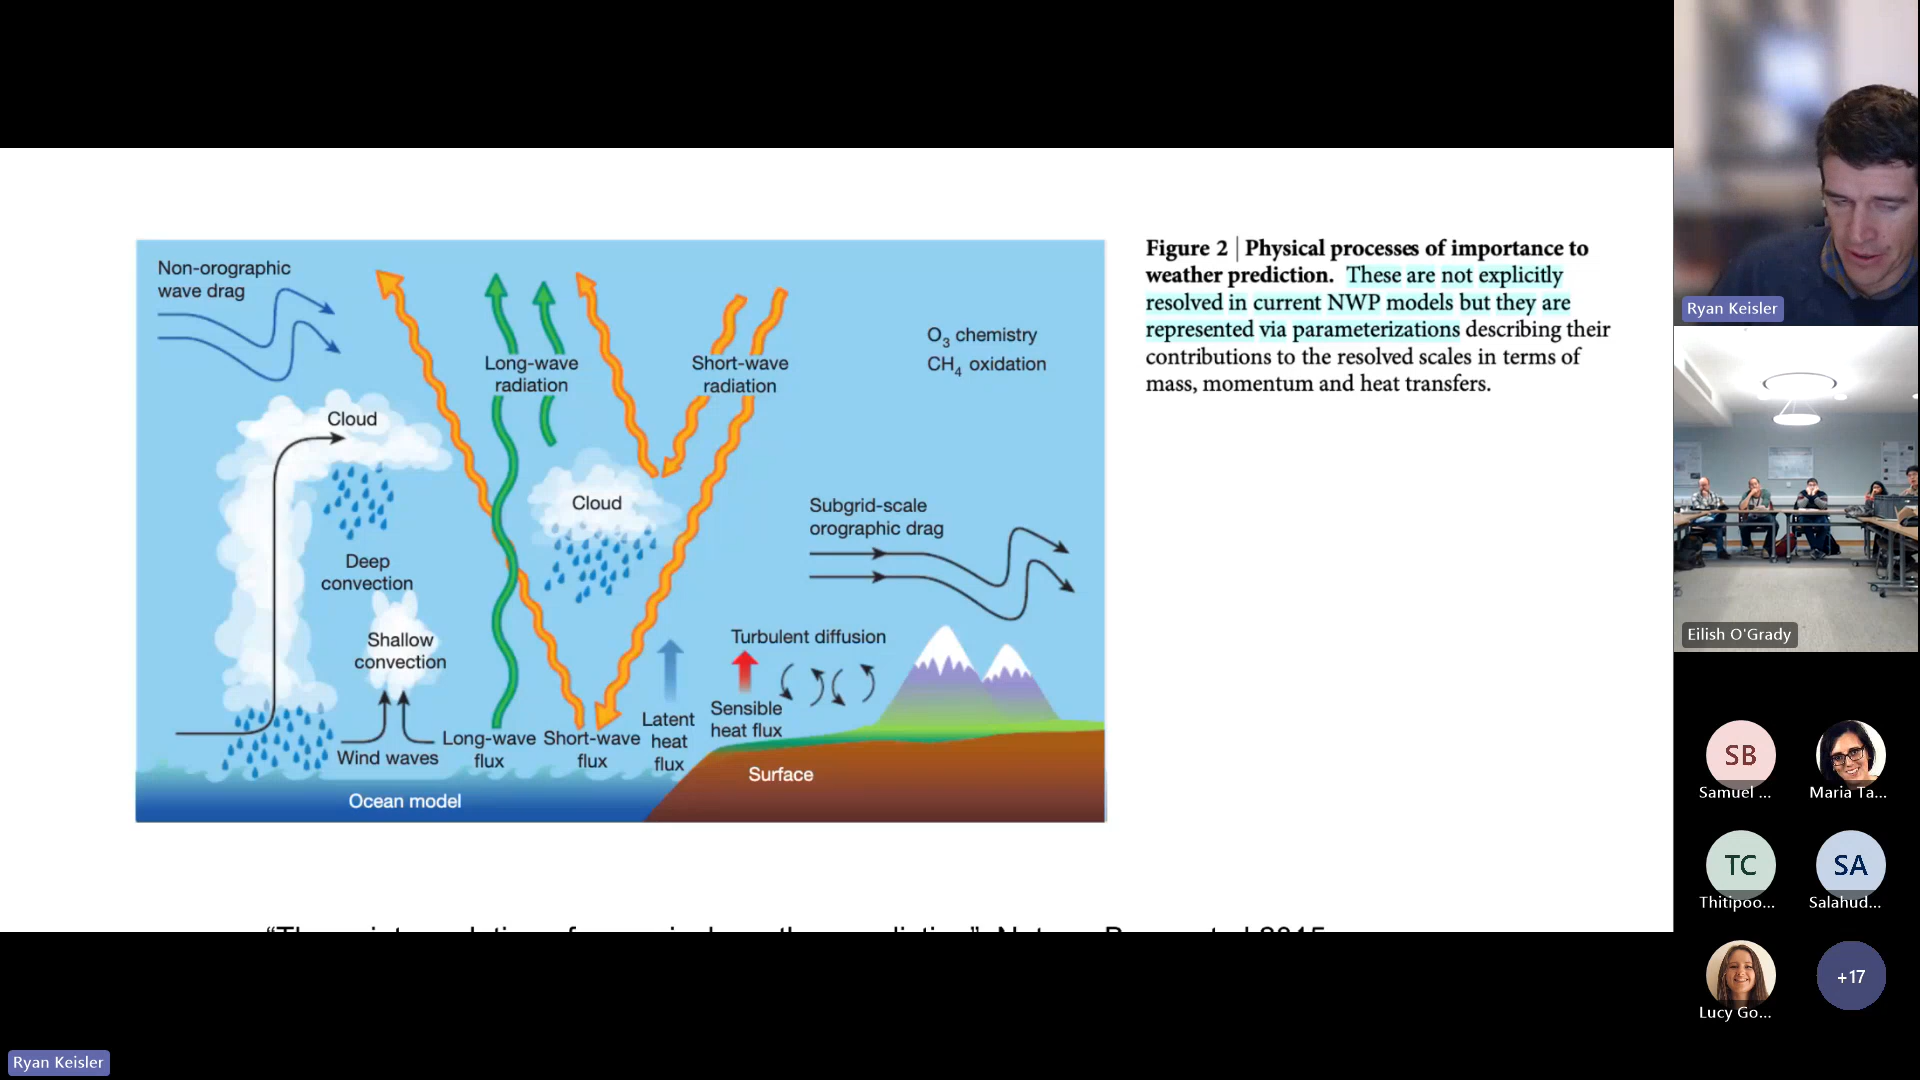 Non-orographic
wave drag
Cloud
Deep
convection
Shallow
convection
Wind waves
Ocean model
Long-wave
radiation
Short-wave
radiation
Cloud
O3 chemistry
CH4 oxidation
Subgrid-scale
orographic drag
Turbulent diffusion
Long-wave
flux
Short-wave
flux
Latent
heat
flux
Sensible
heat flux
Surface
Figure 2 | Physical processes of importance to
weather prediction. These are not explicitly
resolved in current NWP models but they are
represented via parameterizations describing their
contributions to the resolved scales in terms of
mass, momentum and heat transfers.
Ryan Keisler
Eilish O'Grady
SB
Samuel ...
Maria Ta...
TC
Thitipoo...
SA
Salahud...
Lucy Go...
+17
Ryan Keisler